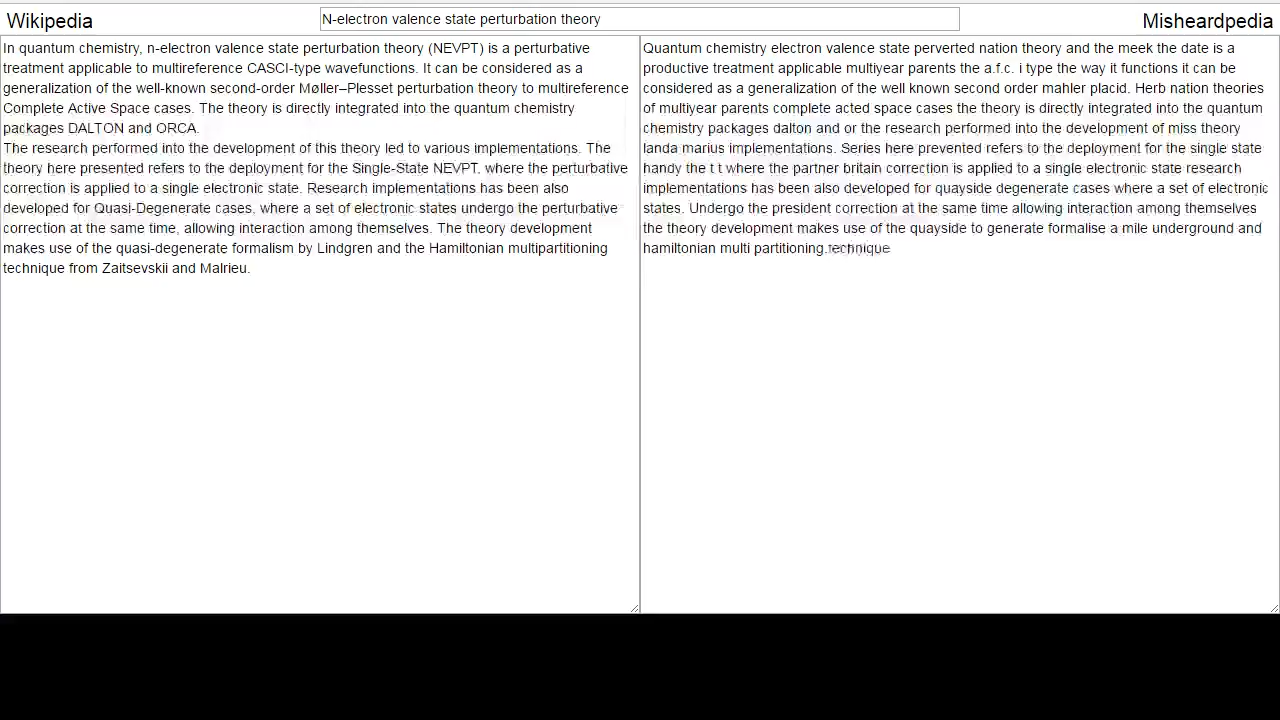 Wikipedia
N-electron valence state perturbation theory
Misheardpedia
In quantum chemistry, n-electron valence state perturbation theory (NEVPT) is a perturbative
treatment applicable to multireference CASCI-type wavefunctions. It can be considered as a
generalization of the well-known second-order Møller–Plesset perturbation theory to multireference
Complete Active Space cases. The theory is directly integrated into the quantum chemistry
packages DALTON and ORCA.
The research performed into the development of this theory led to various implementations. The
theory here presented refers to the deployment for the Single-State NEVPT, where the perturbative
correction is applied to a single electronic state. Research implementations has been also
developed for Quasi-Degenerate cases, where a set of electronic states undergo the perturbative
correction at the same time, allowing interaction among themselves. The theory development
makes use of the quasi-degenerate formalism by Lindgren and the Hamiltonian multipartitioning
technique from Zaitsevskii and Malrieu.
Quantum chemistry electron valence state perverted nation theory and the meek the date is a
productive treatment applicable multiyear parents the a.f.c. i type the way it functions it can be
considered as a generalization of the well known second order mahler placid. Herb nation theories
of multiyear parents complete acted space cases the theory is directly integrated into the quantum
chemistry packages dalton and or the research performed into the development of miss theory
landa marius implementations. Series here prevented refers to the deployment for the single state
handy the t t where the partner britain correction is applied to a single electronic state research
implementations has been also developed for quayside degenerate cases where a set of electronic
states. Undergo the president correction at the same time allowing interaction among themselves
the theory development makes use of the quayside to generate formalise a mile underground and
hamiltonian multi partitioning.technique